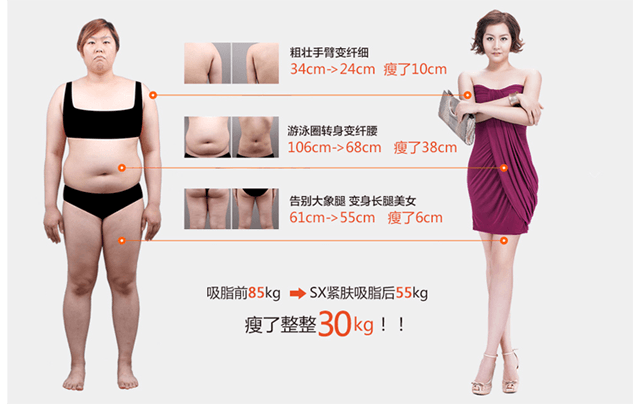 粗壮手臂变纤细
34cm->24cm 瘦了10cm
游泳圈转身变纤腰
106cm->68cm 瘦了38cm
告别大象腿 变身长腿美女
61cm->55cm 瘦了6cm
吸脂前85kg → SX紧肤吸脂后55kg
瘦了整整30kg！！